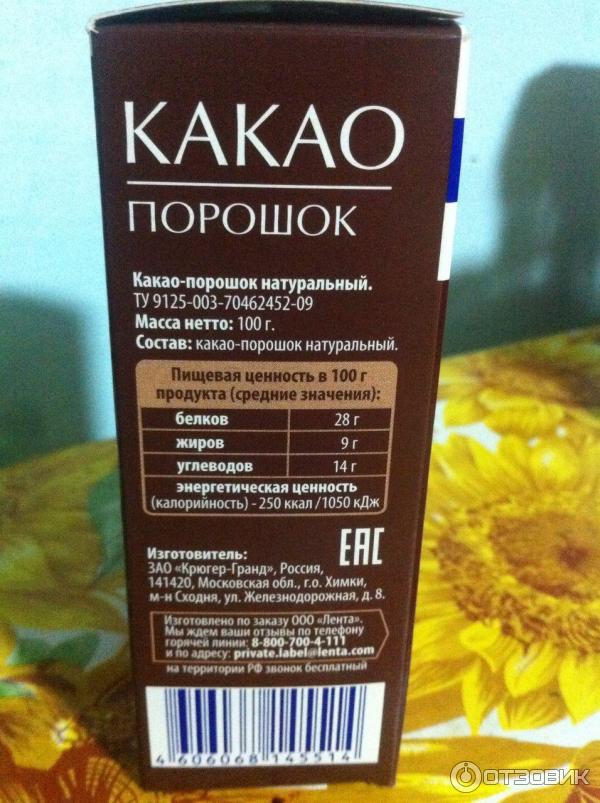 КАКАО
ПОРОШОК
Какао-порошок натуральный.
ТУ 9125-003-70462452-09
Масса нетто: 100 г.
Состав: какао-порошок натуральный.
Пищевая ценность в 100 г
продукта (средние значения):
белков 28 г
жиров 9 г
углеводов 14 г
энергетическая ценность
(калорийность) - 250 ккал /1050 кДж
EAC
Изготовитель:
ЗАО «Крюгер-Гранд», Россия,
141420, Московская обл., г.о. Химки,
м-н Сходня, ул. Железнодорожная, д. 8.
Изготовлено по заказу ООО «Лента».
Мы ждем ваши отзывы по телефону
горячей линии: 8-800-700-4-111
и по адресу: private.label@lenta.com
на территории РФ звонок бесплатный
4 606068 145514
ОТЗОВИК